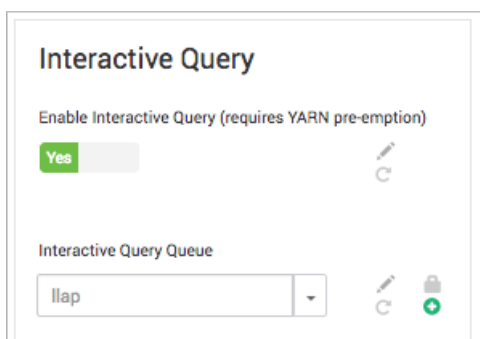 Interactive Query
Enable Interactive Query (requires YARN pre-emption)
Yes
Interactive Query Queue
llap